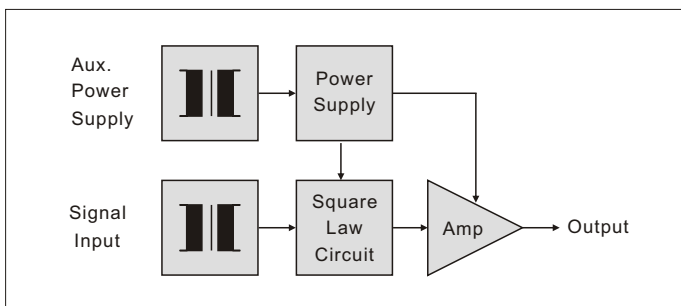 Aux.
Power
Supply
Power
Supply
Signal
Input
Square
Law
Circuit
Amp
Output